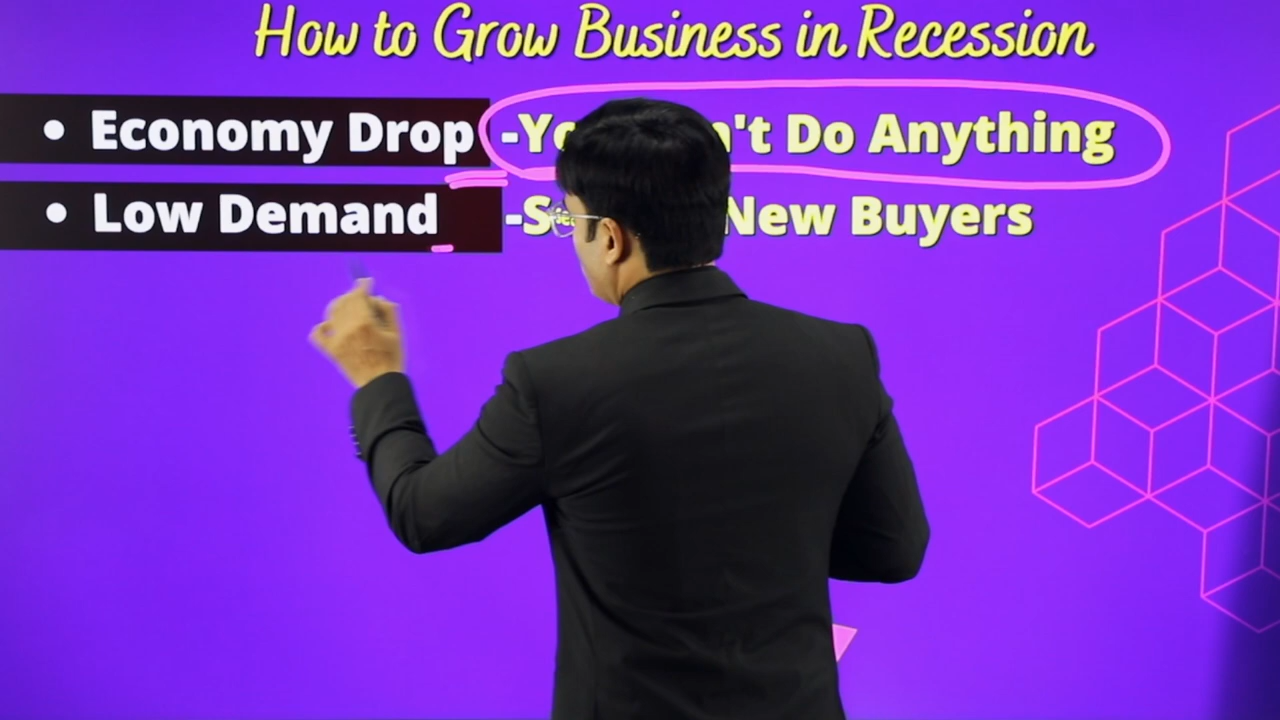 How to Grow Business in Recession
• Economy Drop - Do Anything
• Low Demand - New Buyers